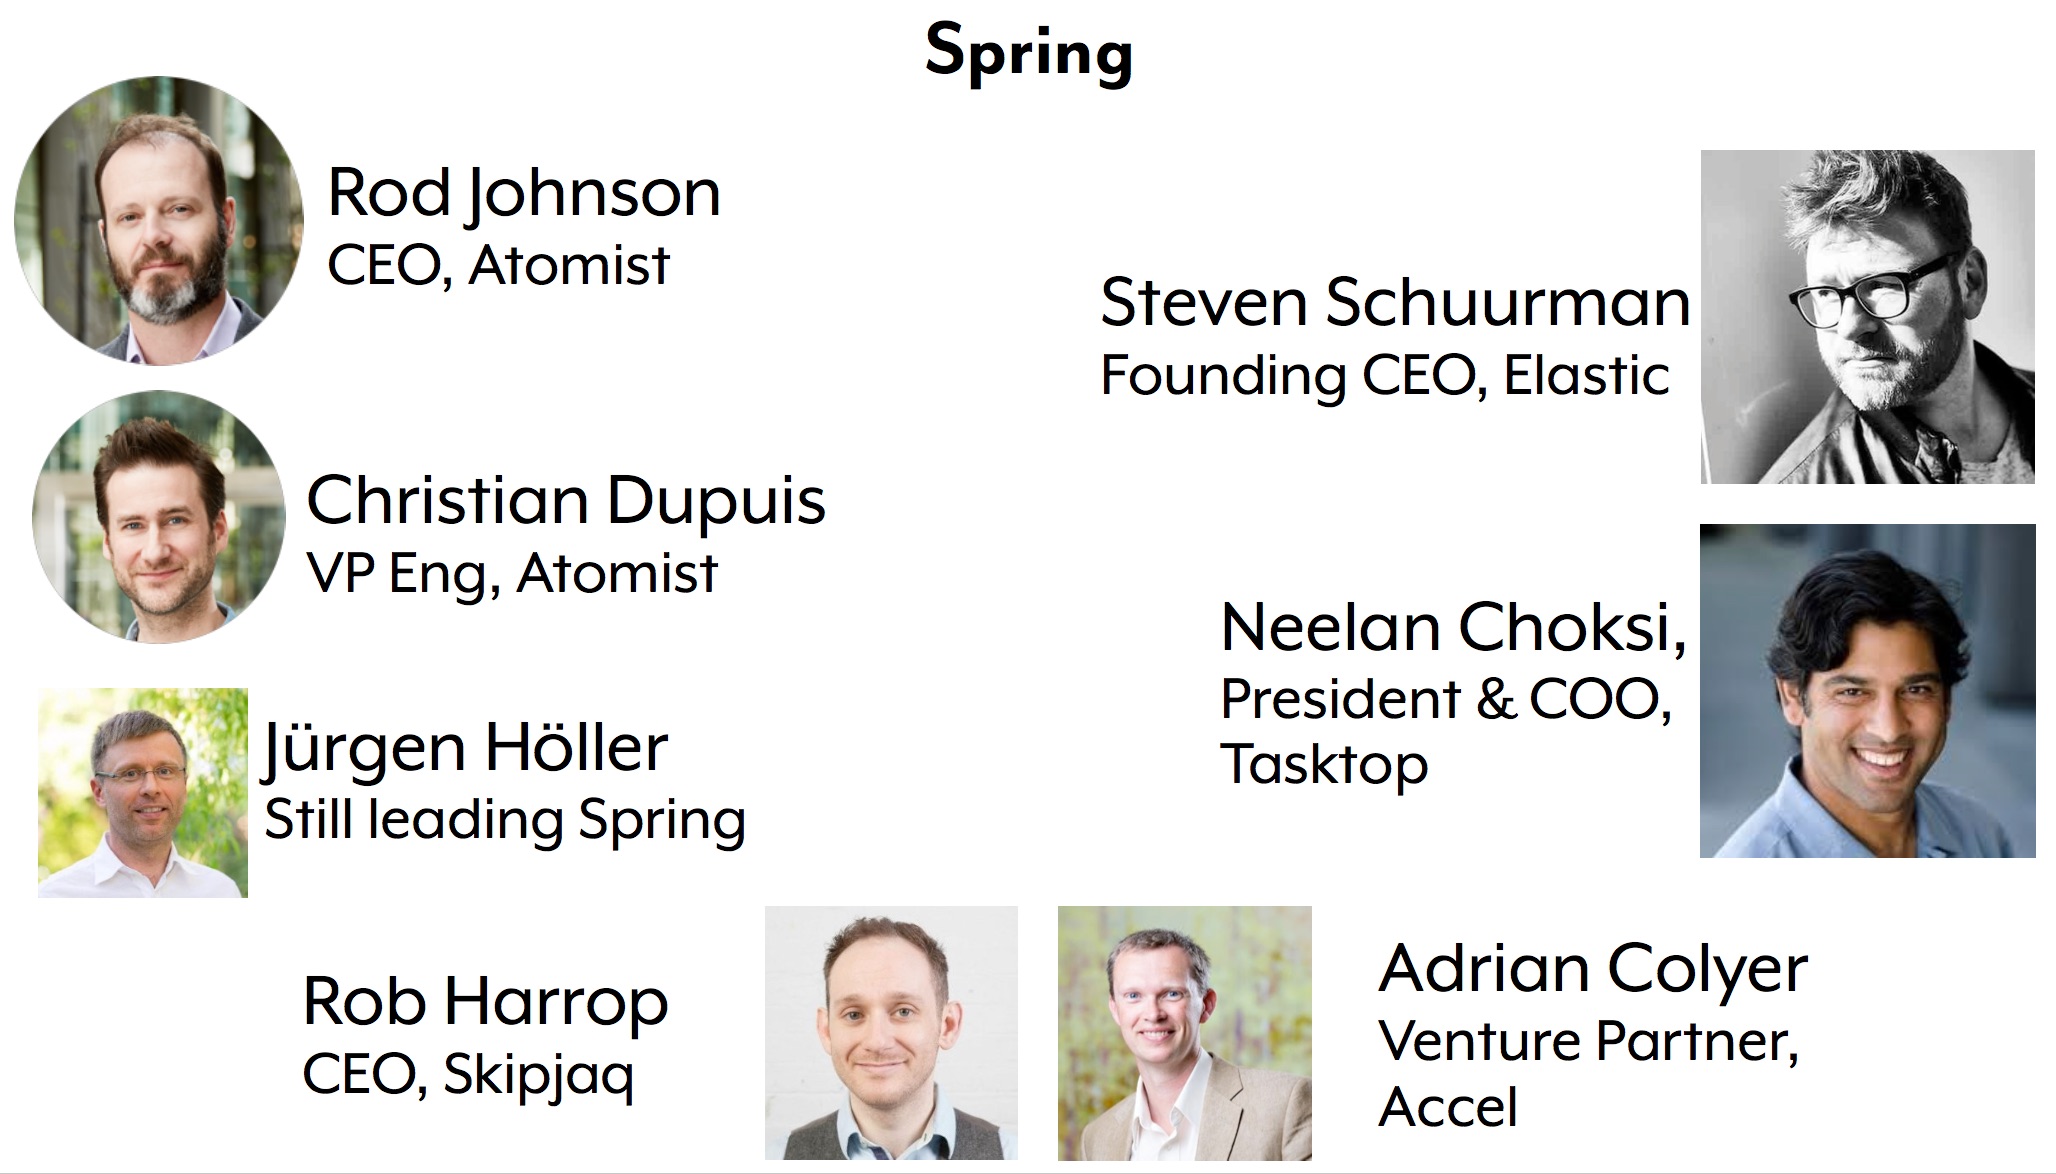 Spring
Rod Johnson
CEO, Atomist
Christian Dupuis
VP Eng, Atomist
Jürgen Höller
Still leading Spring
Rob Harrop
CEO, Skipjaq
Steven Schuurman
Founding CEO, Elastic
Neelan Choksi,
President & COO,
Tasktop
Adrian Colyer
Venture Partner,
Accel